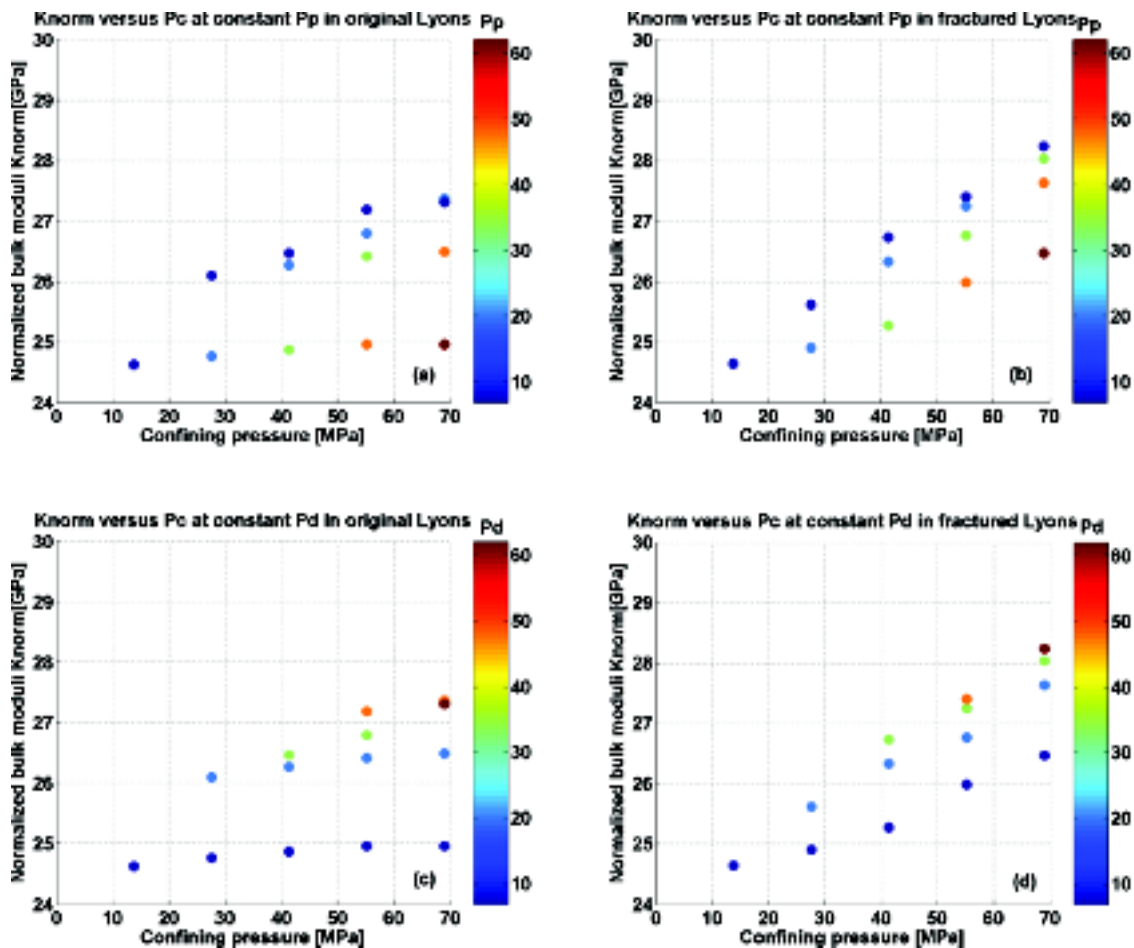 Knorm versus Pc at constant Pp in original Lyons Pp
30
29
28
27
26
25
24
0 10 20 30 40 50 60 70
Normalized bulk moduli Knorm[GPa]
Confining pressure [MPa]
(a)
60
50
40
30
20
10
Knorm versus Pc at constant Pp in fractured Lyons Pp
30
29
28
27
26
25
24
0 10 20 30 40 50 60 70
Normalized bulk moduli Knorm[GPa]
Confining pressure [MPa]
(b)
60
50
40
30
20
10
Knorm versus Pc at constant Pd in original Lyons Pd
30
29
28
27
26
25
24
0 10 20 30 40 50 60 70
Normalized bulk moduli Knorm[GPa]
Confining pressure [MPa]
(c)
60
50
40
30
20
10
Knorm versus Pc at constant Pd in fractured Lyons Pd
30
29
28
27
26
25
24
0 10 20 30 40 50 60 70
Normalized bulk moduli Knorm[GPa]
Confining pressure [MPa]
(d)
60
50
40
30
20
10